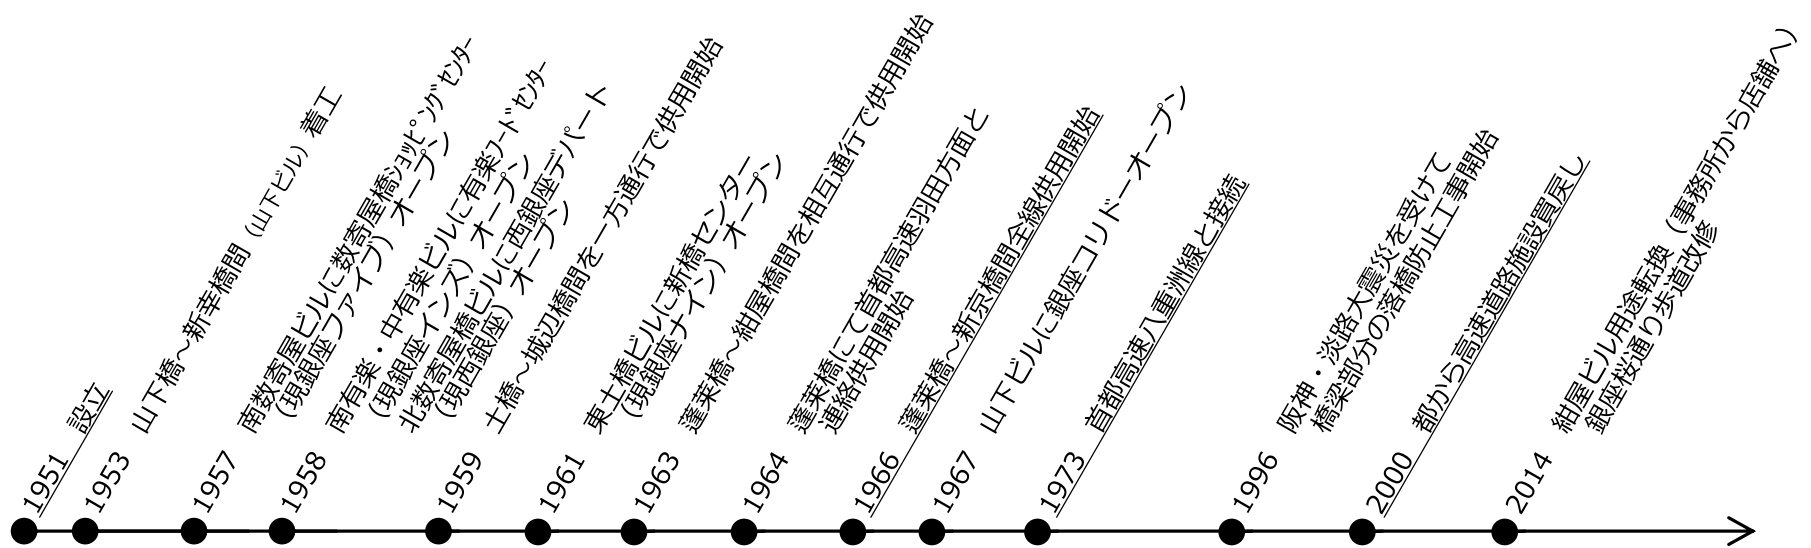 1951 設立
1953 山下橋～新幸橋間（山下ビル）着工
1957 南数寄屋ビルに数寄屋橋ｼｮｯﾋﾟﾝｸﾞｾﾝﾀｰ
（現銀座ファイブ）オープン
1958 南有楽・中有楽ビルに有楽ﾌｰﾄﾞｾﾝﾀｰ
（現銀座インズ）オープン
北数寄屋橋ビルに西銀座デパート
（現西銀座）オープン
1959 土橋～城辺橋間を一方通行で供用開始
1961 東土橋ビルに新橋センター
（現銀座ナイン）オープン
1963 蓬莱橋～紺屋橋間を相互通行で供用開始
1964 蓬莱橋にて首都高速羽田方面と
連絡供用開始
1966 蓬莱橋～新京橋間全線供用開始
1967 山下ビルに銀座コリドーオープン
1973 首都高速八重洲線と接続
1996 阪神・淡路大震災を受けて
橋梁部分の落橋防止工事開始
2000 都から高速道路施設買戻し
2014 紺屋ビル用途転換（事務所から店舗へ）
銀座桜通り歩道改修